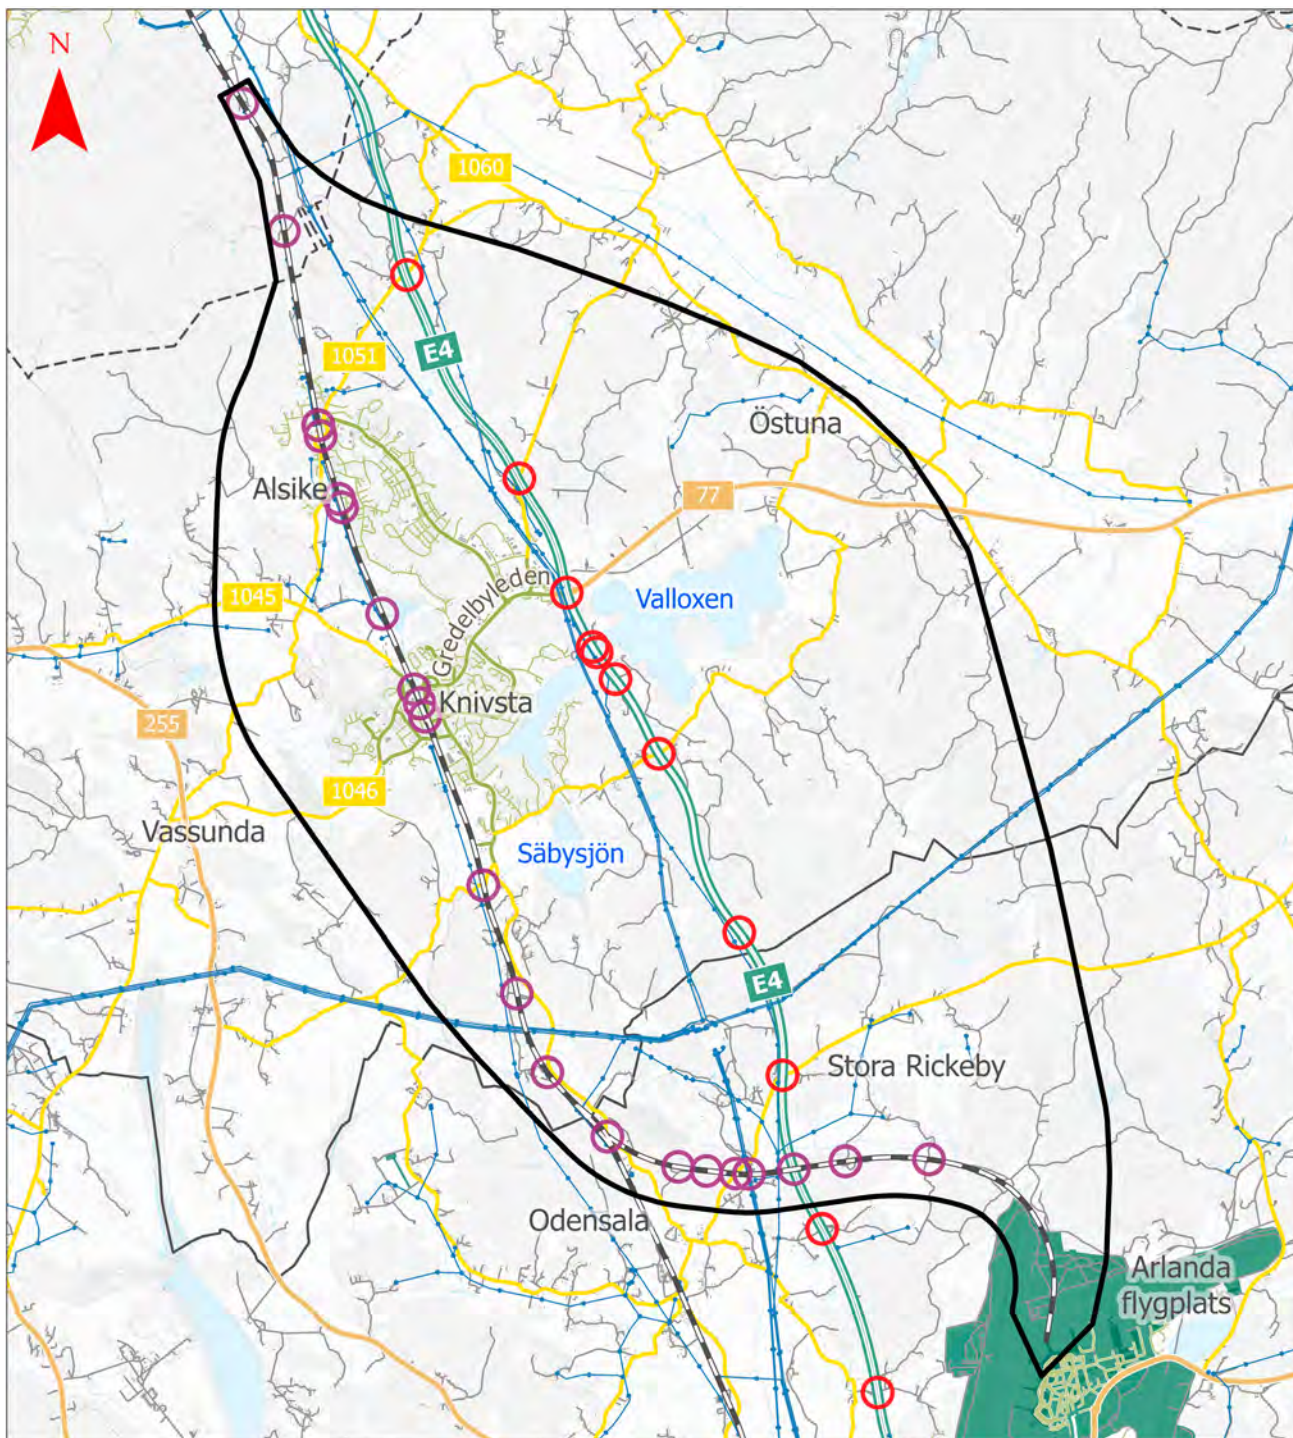 N
1060
E4
1051
Östuna
Alsike
77
Gredelbyleden
1045
Valloxen
Knivsta
255
1046
Vassunda
Säbysjön
E4
Stora Rickeby
Odensala
Arlanda
flygplats